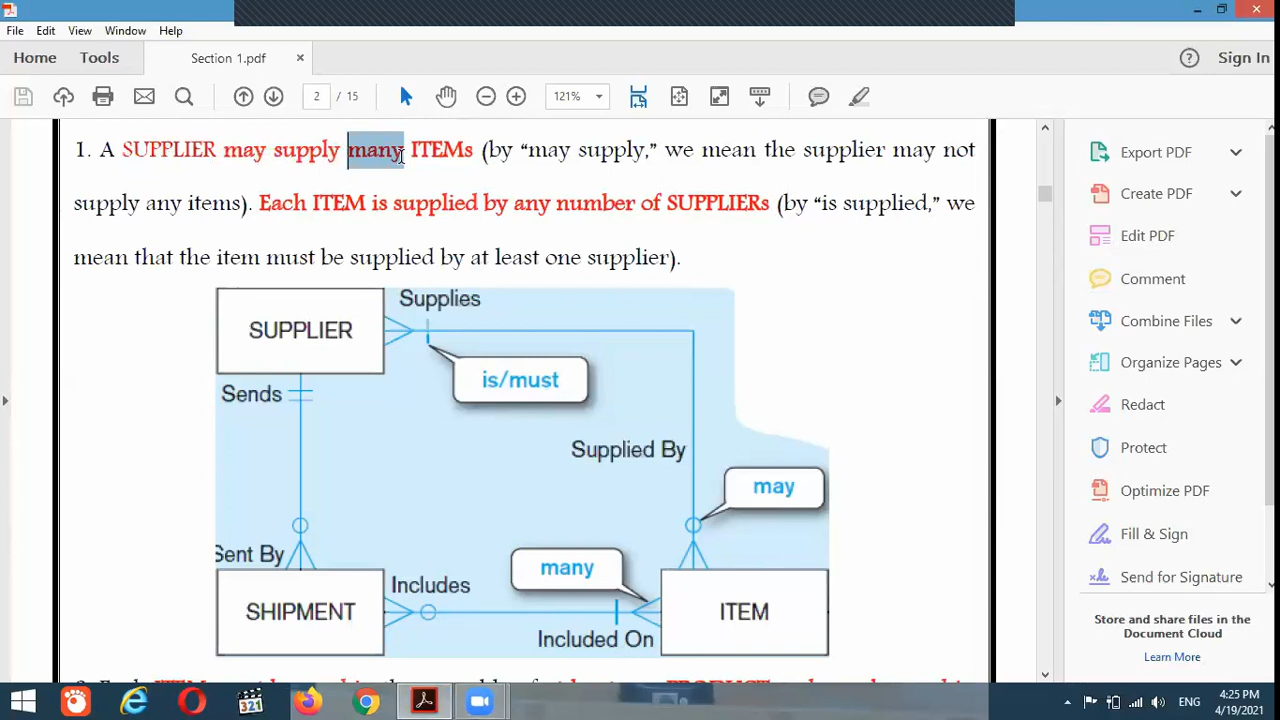 File Edit View Window Help
Home Tools Section 1.pdf × Sign In
2 / 15 121%
1. A SUPPLIER may supply many ITEMs (by “may supply,” we mean the supplier may not
supply any items). Each ITEM is supplied by any number of SUPPLIERs (by “is supplied,” we
mean that the item must be supplied by at least one supplier).
Supplies
SUPPLIER
is/must
Sends
Supplied By
may
Sent By
many
Includes
SHIPMENT
ITEM
Included On
Export PDF
Create PDF
Edit PDF
Comment
Combine Files
Organize Pages
Redact
Protect
Optimize PDF
Fill & Sign
Send for Signature
Store and share files in the
Document Cloud
Learn More
321
ENG
4:25 PM
4/19/2021